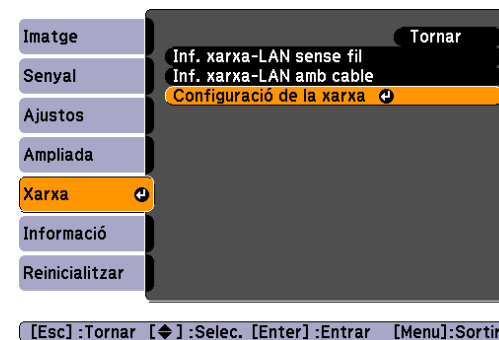 Imatge
Senyal
Ajustos
Ampliada
Xarxa
Informació
Reinicialitzar
Tornar
Inf. xarxa-LAN sense fil
Inf. xarxa-LAN amb cable
Configuració de la xarxa
[Esc] :Tornar [ ] :Selec. [Enter] :Entrar [Menu]:Sortir